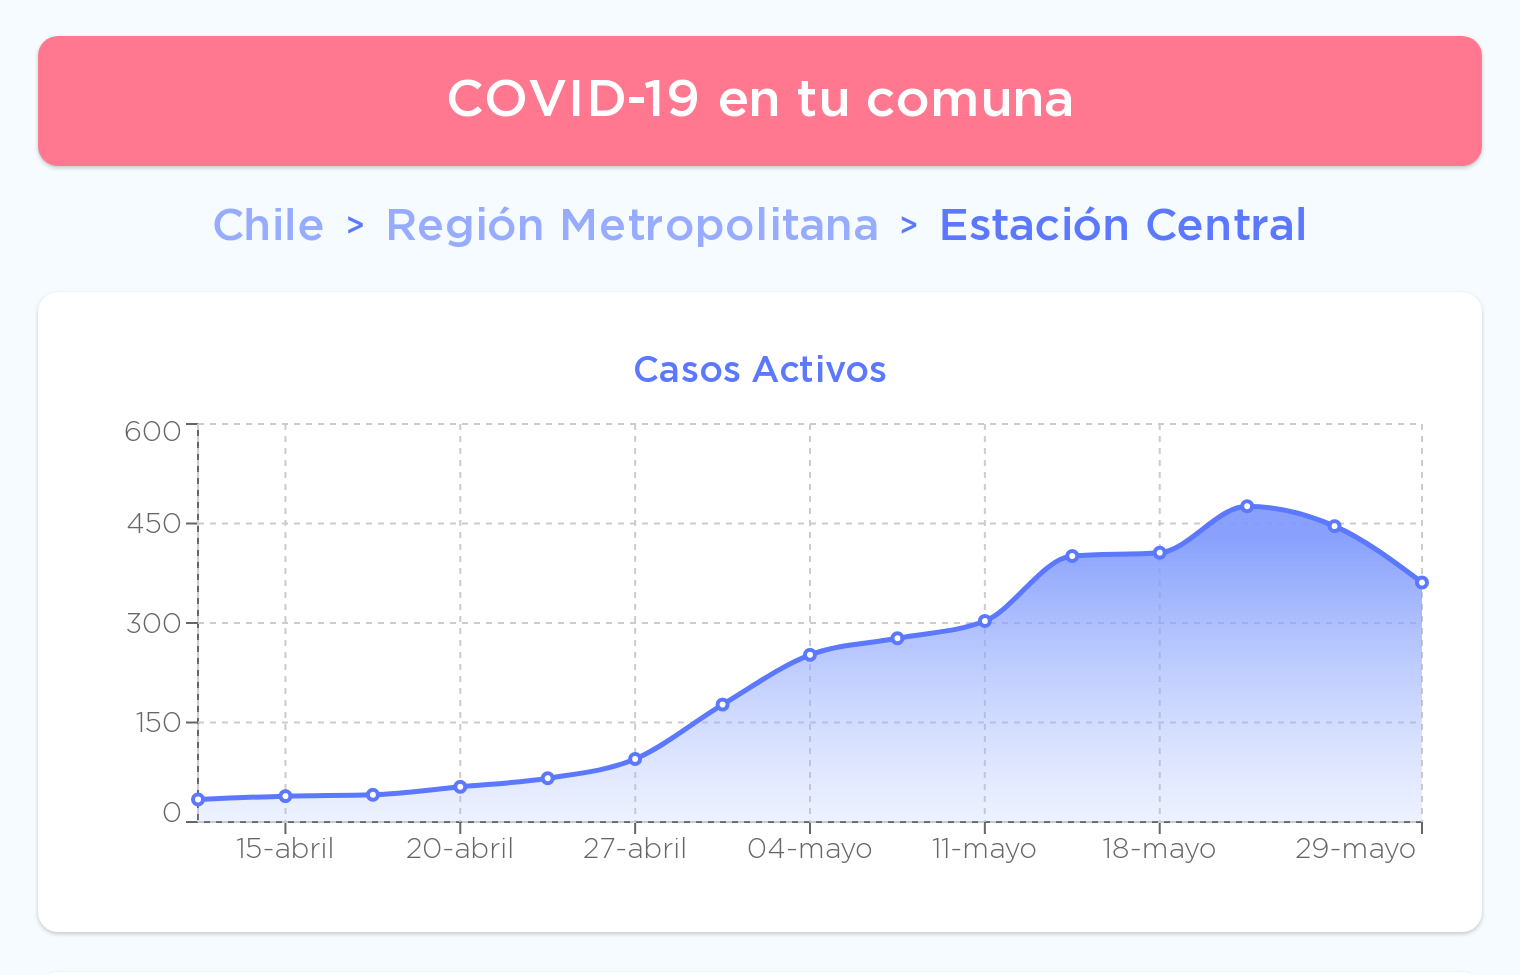 COVID-19 en tu comuna
Chile > Región Metropolitana > Estación Central
Casos Activos
600
450
300
150
0
15-abril 20-abril 27-abril 04-mayo 11-mayo 18-mayo 29-mayo